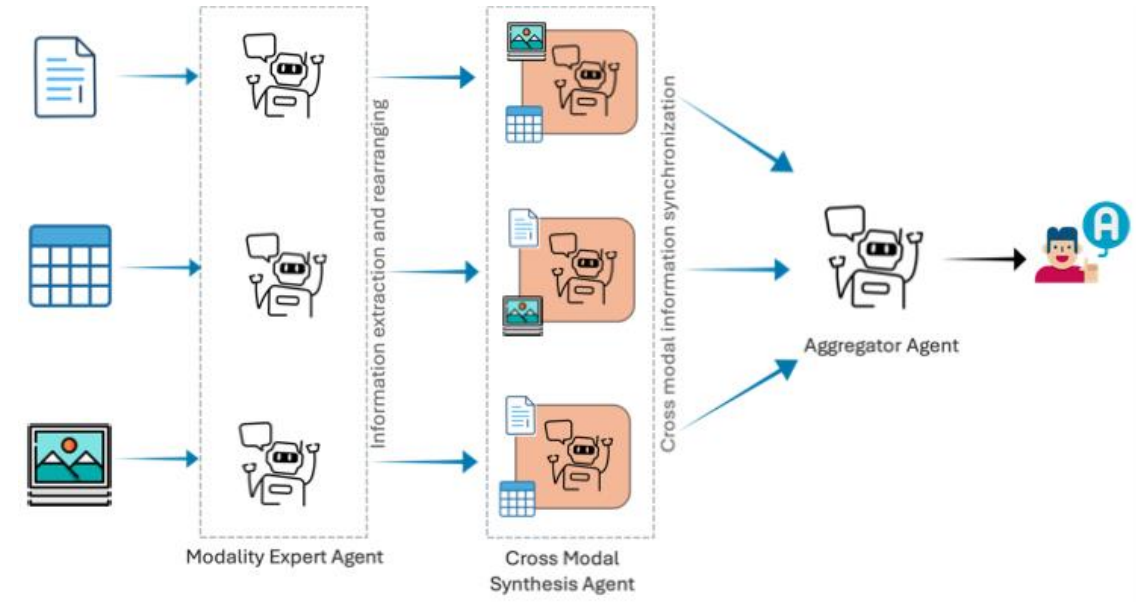 Information extraction and rearranging
Cross modal information synchronization
A
Aggregator Agent
Modality Expert Agent
Cross Modal
Synthesis Agent